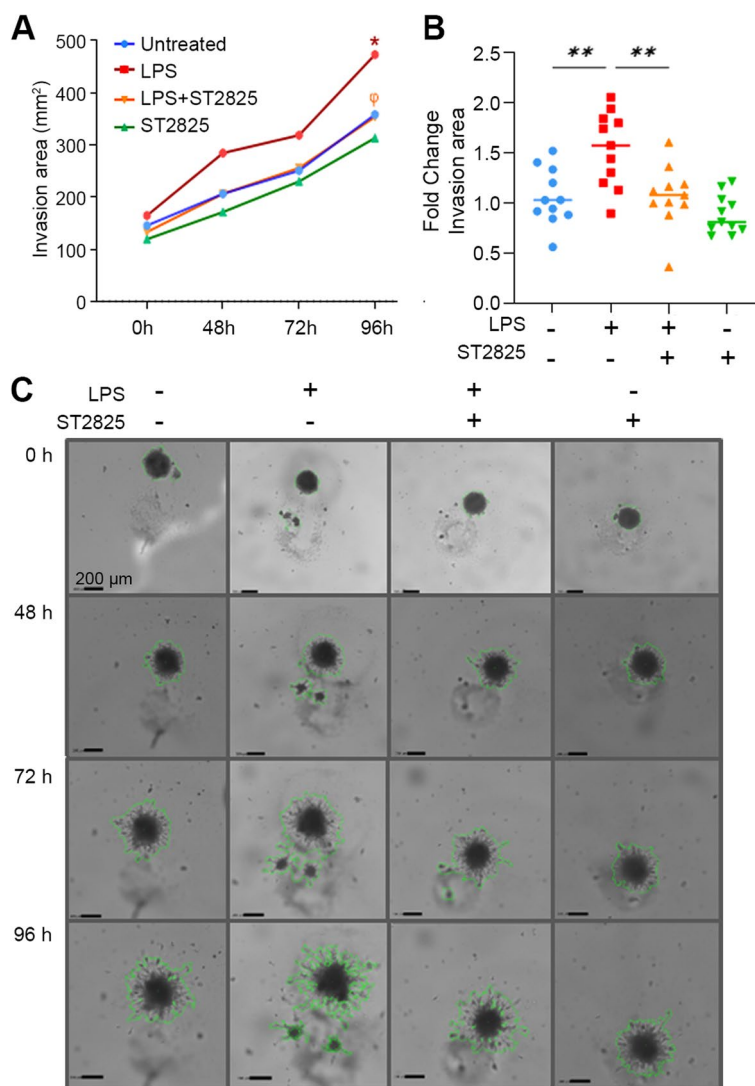 A
Untreated
LPS
LPS+ST2825
ST2825
*
φ
Invasion area (mm²)
500
400
300
200
100
0
0h
48h
72h
96h
B
** **
Fold Change
Invasion area
2.5
2.0
1.5
1.0
0.5
0.0
LPS - + + -
ST2825 - - + +
C
LPS - + + -
ST2825 - - + +
0 h
200 µm
48 h
72 h
96 h